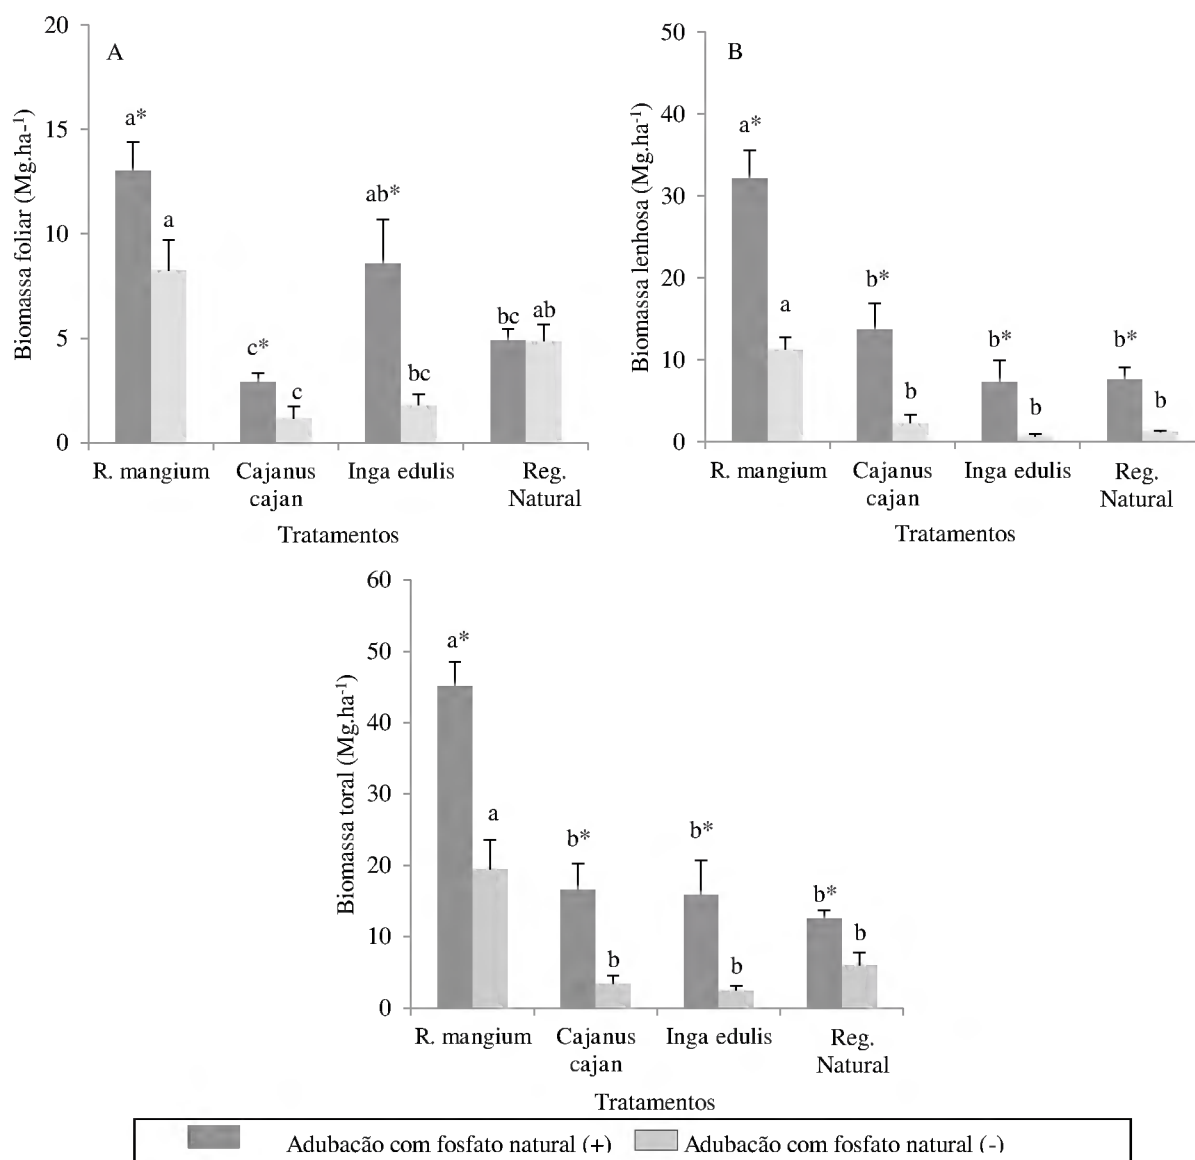 A
Biomassa foliar (Mg.ha-¹)
20
15
10
5
0
a*
a
c*
c
ab*
bc
bc
ab
R. mangium
Cajanus
cajan
Inga edulis
Reg.
Natural
Tratamentos
B
Biomassa lenhosa (Mg.ha⁻¹)
50
40
30
20
10
0
a*
a
b*
b
b*
b
b*
b
R. mangium
Cajanus
cajan
Inga edulis
Reg.
Natural
Tratamentos
Biomassa toral (Mg.ha⁻¹)
60
50
40
30
20
10
0
a*
a
b*
b
b*
b
b*
b
R. mangium
Cajanus
cajan
Inga edulis
Reg.
Natural
Tratamentos
Adubacão com fosfato natural (+)
Adubacão com fosfato natural (-)